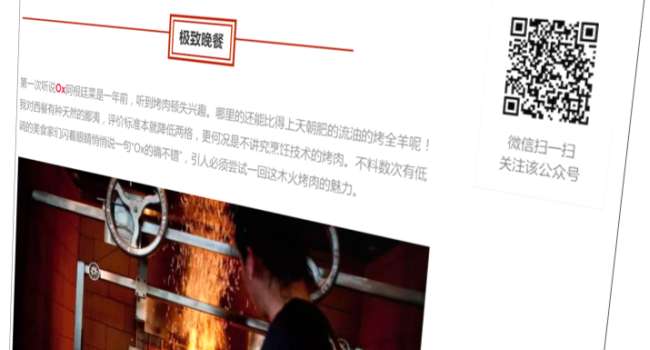 极致晚餐
第一次听说Ox阿根廷菜是一年前，听到烤肉顿失兴趣。哪里的还能比得上天朝肥的流油的烤全羊呢！
我对西餐有种天然的鄙夷，评价标准本就降低两格，更何况是不讲究烹饪技术的烤肉。不料数次有低
调的美食家们闪着眼睛悄悄说一句“Ox的确不错”，引人必须尝试一回这木火烤肉的魅力。
微信扫一扫
关注该公众号